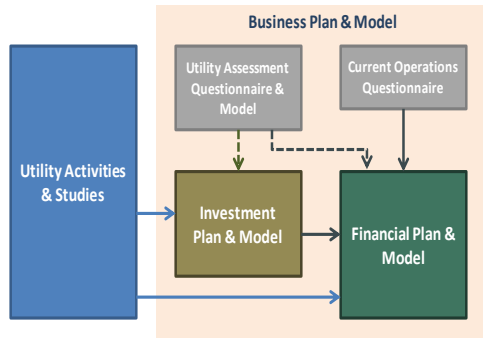 Business Plan & Model
Utility Assessment
Questionnaire &
Model
Current Operations
Questionnaire
Utility Activities
& Studies
Investment
Plan & Model
Financial Plan &
Model